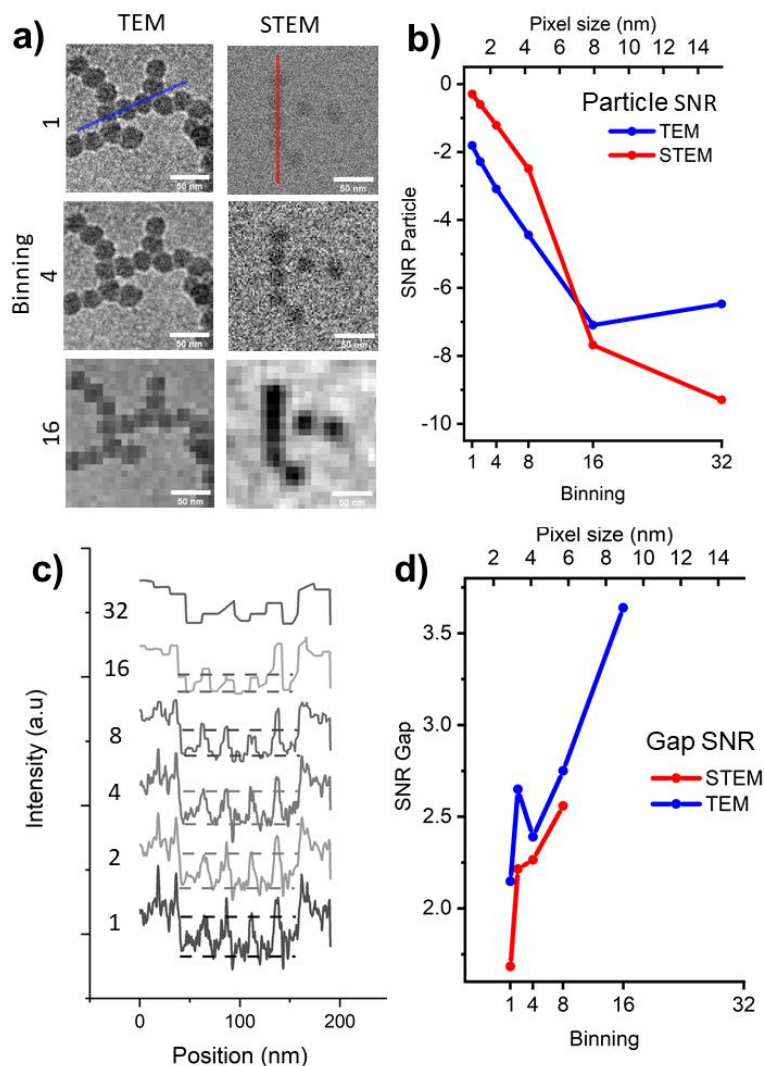 a)
TEM
STEM
Binning
1
50 nm
50 nm
4
50 nm
50 nm
16
50 nm
50 nm
b)
Pixel size (nm)
2 4 6 8 10 12 14
Particle SNR
TEM
STEM
SNR Particle
0
-2
-4
-6
-8
-10
1 4 8 16 32
Binning
c)
Intensity (a.u)
32
16
8
4
2
1
0 100 200
Position (nm)
d)
Pixel size (nm)
2 4 6 8 10 12 14
Gap SNR
STEM
TEM
SNR Gap
3.5
3.0
2.5
2.0
1 4 8 16 32
Binning